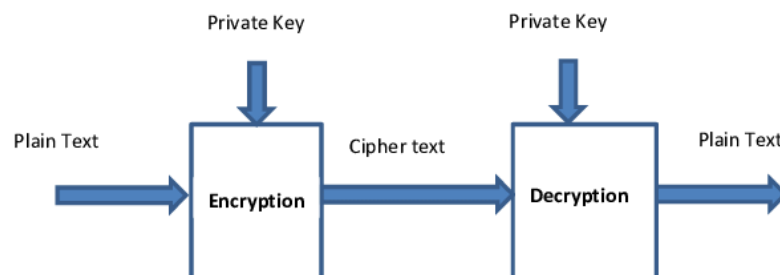 Private Key
Private Key
Plain Text
Cipher text
Plain Text
Encryption
Decryption